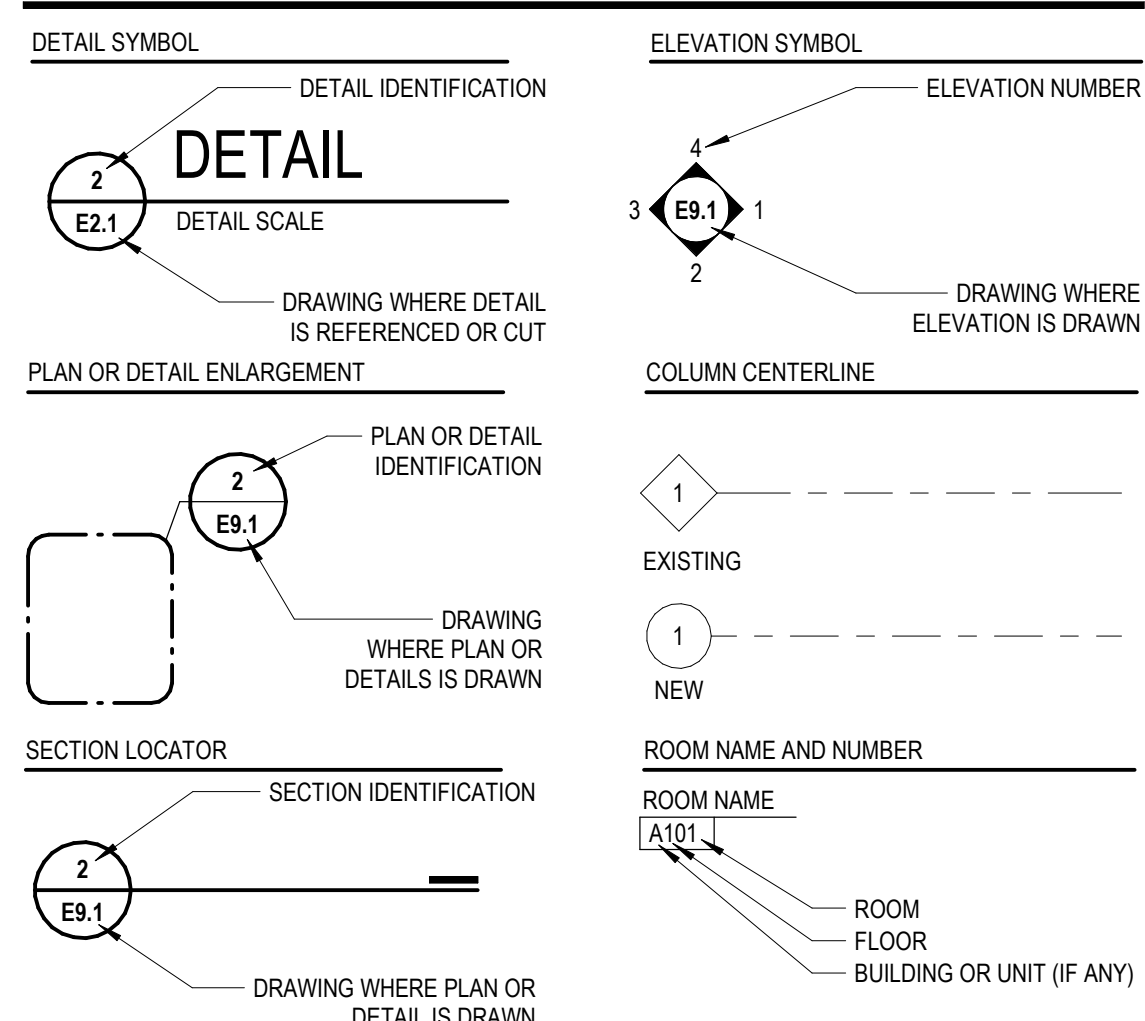 DETAIL SYMBOL
DETAIL IDENTIFICATION
DETAIL
2
E2.1
DETAIL SCALE
DRAWING WHERE DETAIL
IS REFERENCED OR CUT
ELEVATION SYMBOL
ELEVATION NUMBER
4
3 E9.1 1
2
DRAWING WHERE
ELEVATION IS DRAWN
PLAN OR DETAIL ENLARGEMENT
PLAN OR DETAIL
IDENTIFICATION
2
E9.1
DRAWING
WHERE PLAN OR
DETAILS IS DRAWN
COLUMN CENTERLINE
1
EXISTING
1
NEW
SECTION LOCATOR
SECTION IDENTIFICATION
2
E9.1
DRAWING WHERE PLAN OR
DETAIL IS DRAWN
ROOM NAME AND NUMBER
ROOM NAME
A101
ROOM
FLOOR
BUILDING OR UNIT (IF ANY)